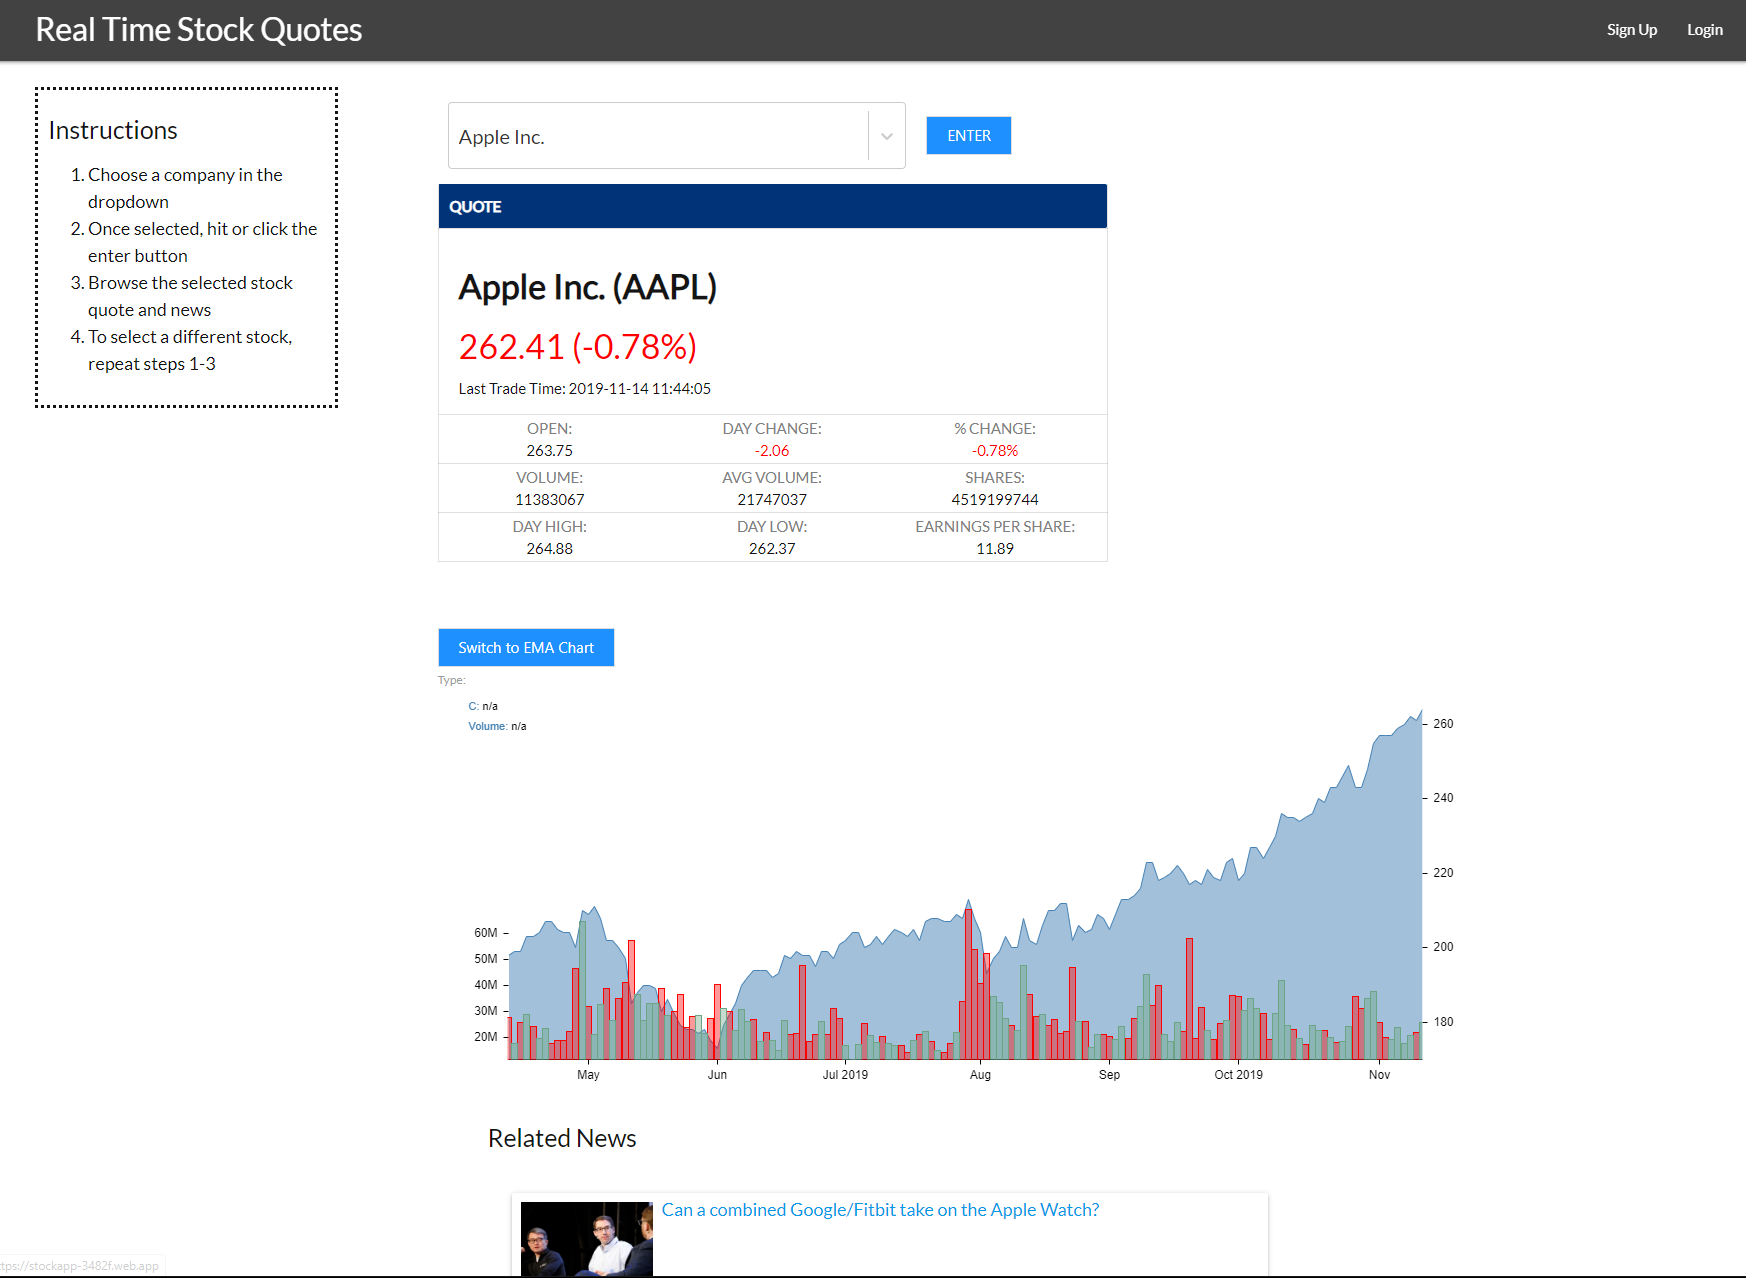 Real Time Stock Quotes
Sign Up
Login
Instructions
1. Choose a company in the
dropdown
2. Once selected, hit or click the
enter button
3. Browse the selected stock
quote and news
4. To select a different stock,
repeat steps 1-3
Apple Inc.
ENTER
QUOTE
Apple Inc. (AAPL)
262.41 (-0.78%)
Last Trade Time: 2019-11-14 11:44:05
OPEN:
263.75
DAY CHANGE:
-2.06
% CHANGE:
-0.78%
VOLUME:
11383067
AVG VOLUME:
21747037
SHARES:
4519199744
DAY HIGH:
264.88
DAY LOW:
262.37
EARNINGS PER SHARE:
11.89
Switch to EMA Chart
Type:
C: n/a
Volume: n/a
260
240
220
200
180
60M
50M
40M
30M
20M
May
Jun
Jul 2019
Aug
Sep
Oct 2019
Nov
Related News
Can a combined Google/Fitbit take on the Apple Watch?
ttps://stockapp-3482f.web.app